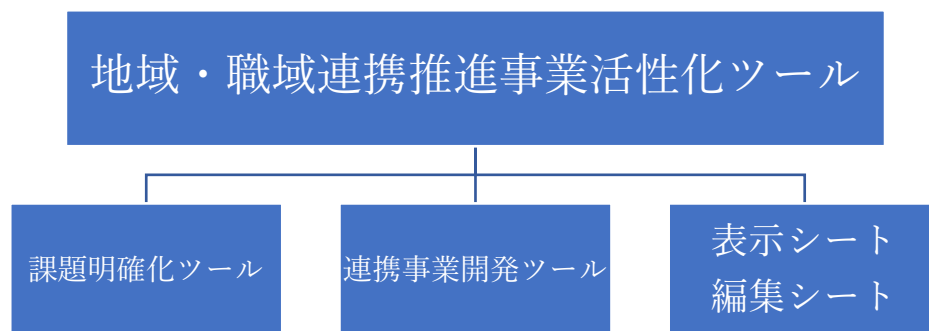 地域・職域連携推進事業活性化ツール
課題明確化ツール
連携事業開発ツール
表示シート
編集シート